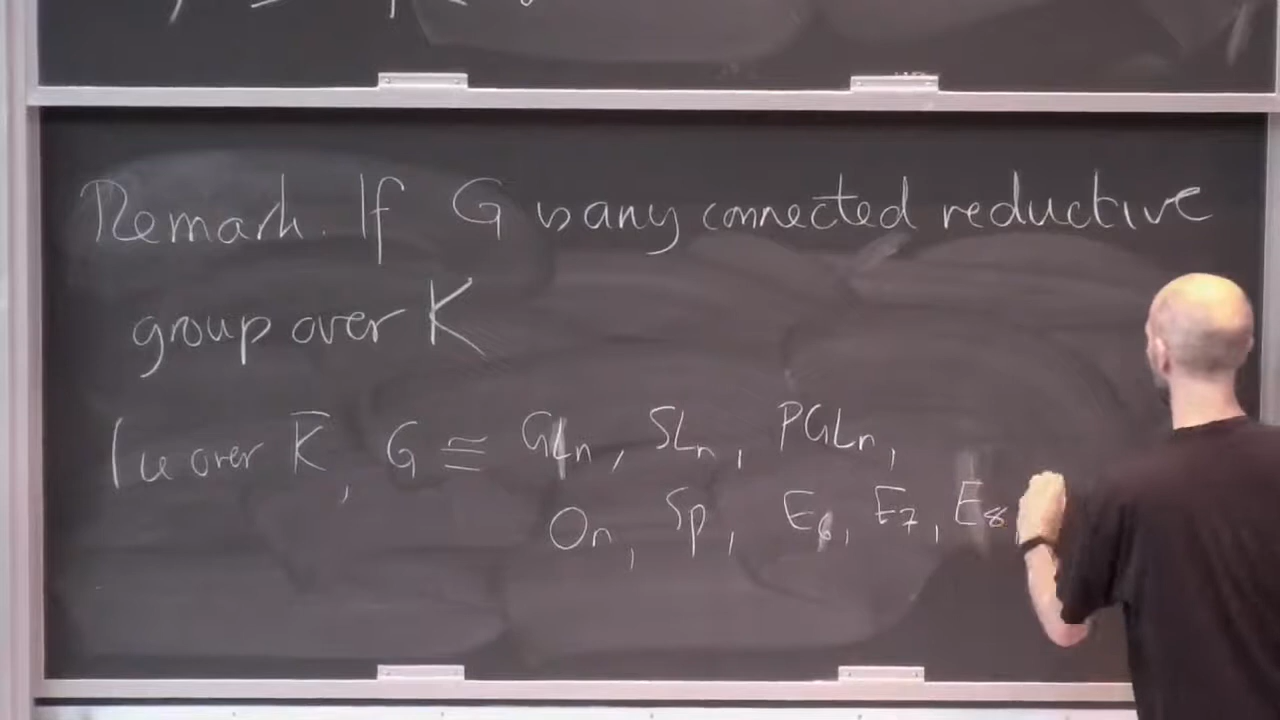 Remark. If G is any connected reductive
group over K
(ie over K̅, G ≅ GLn, SLn, PGLn,
On, Sp, E6, E7, E8